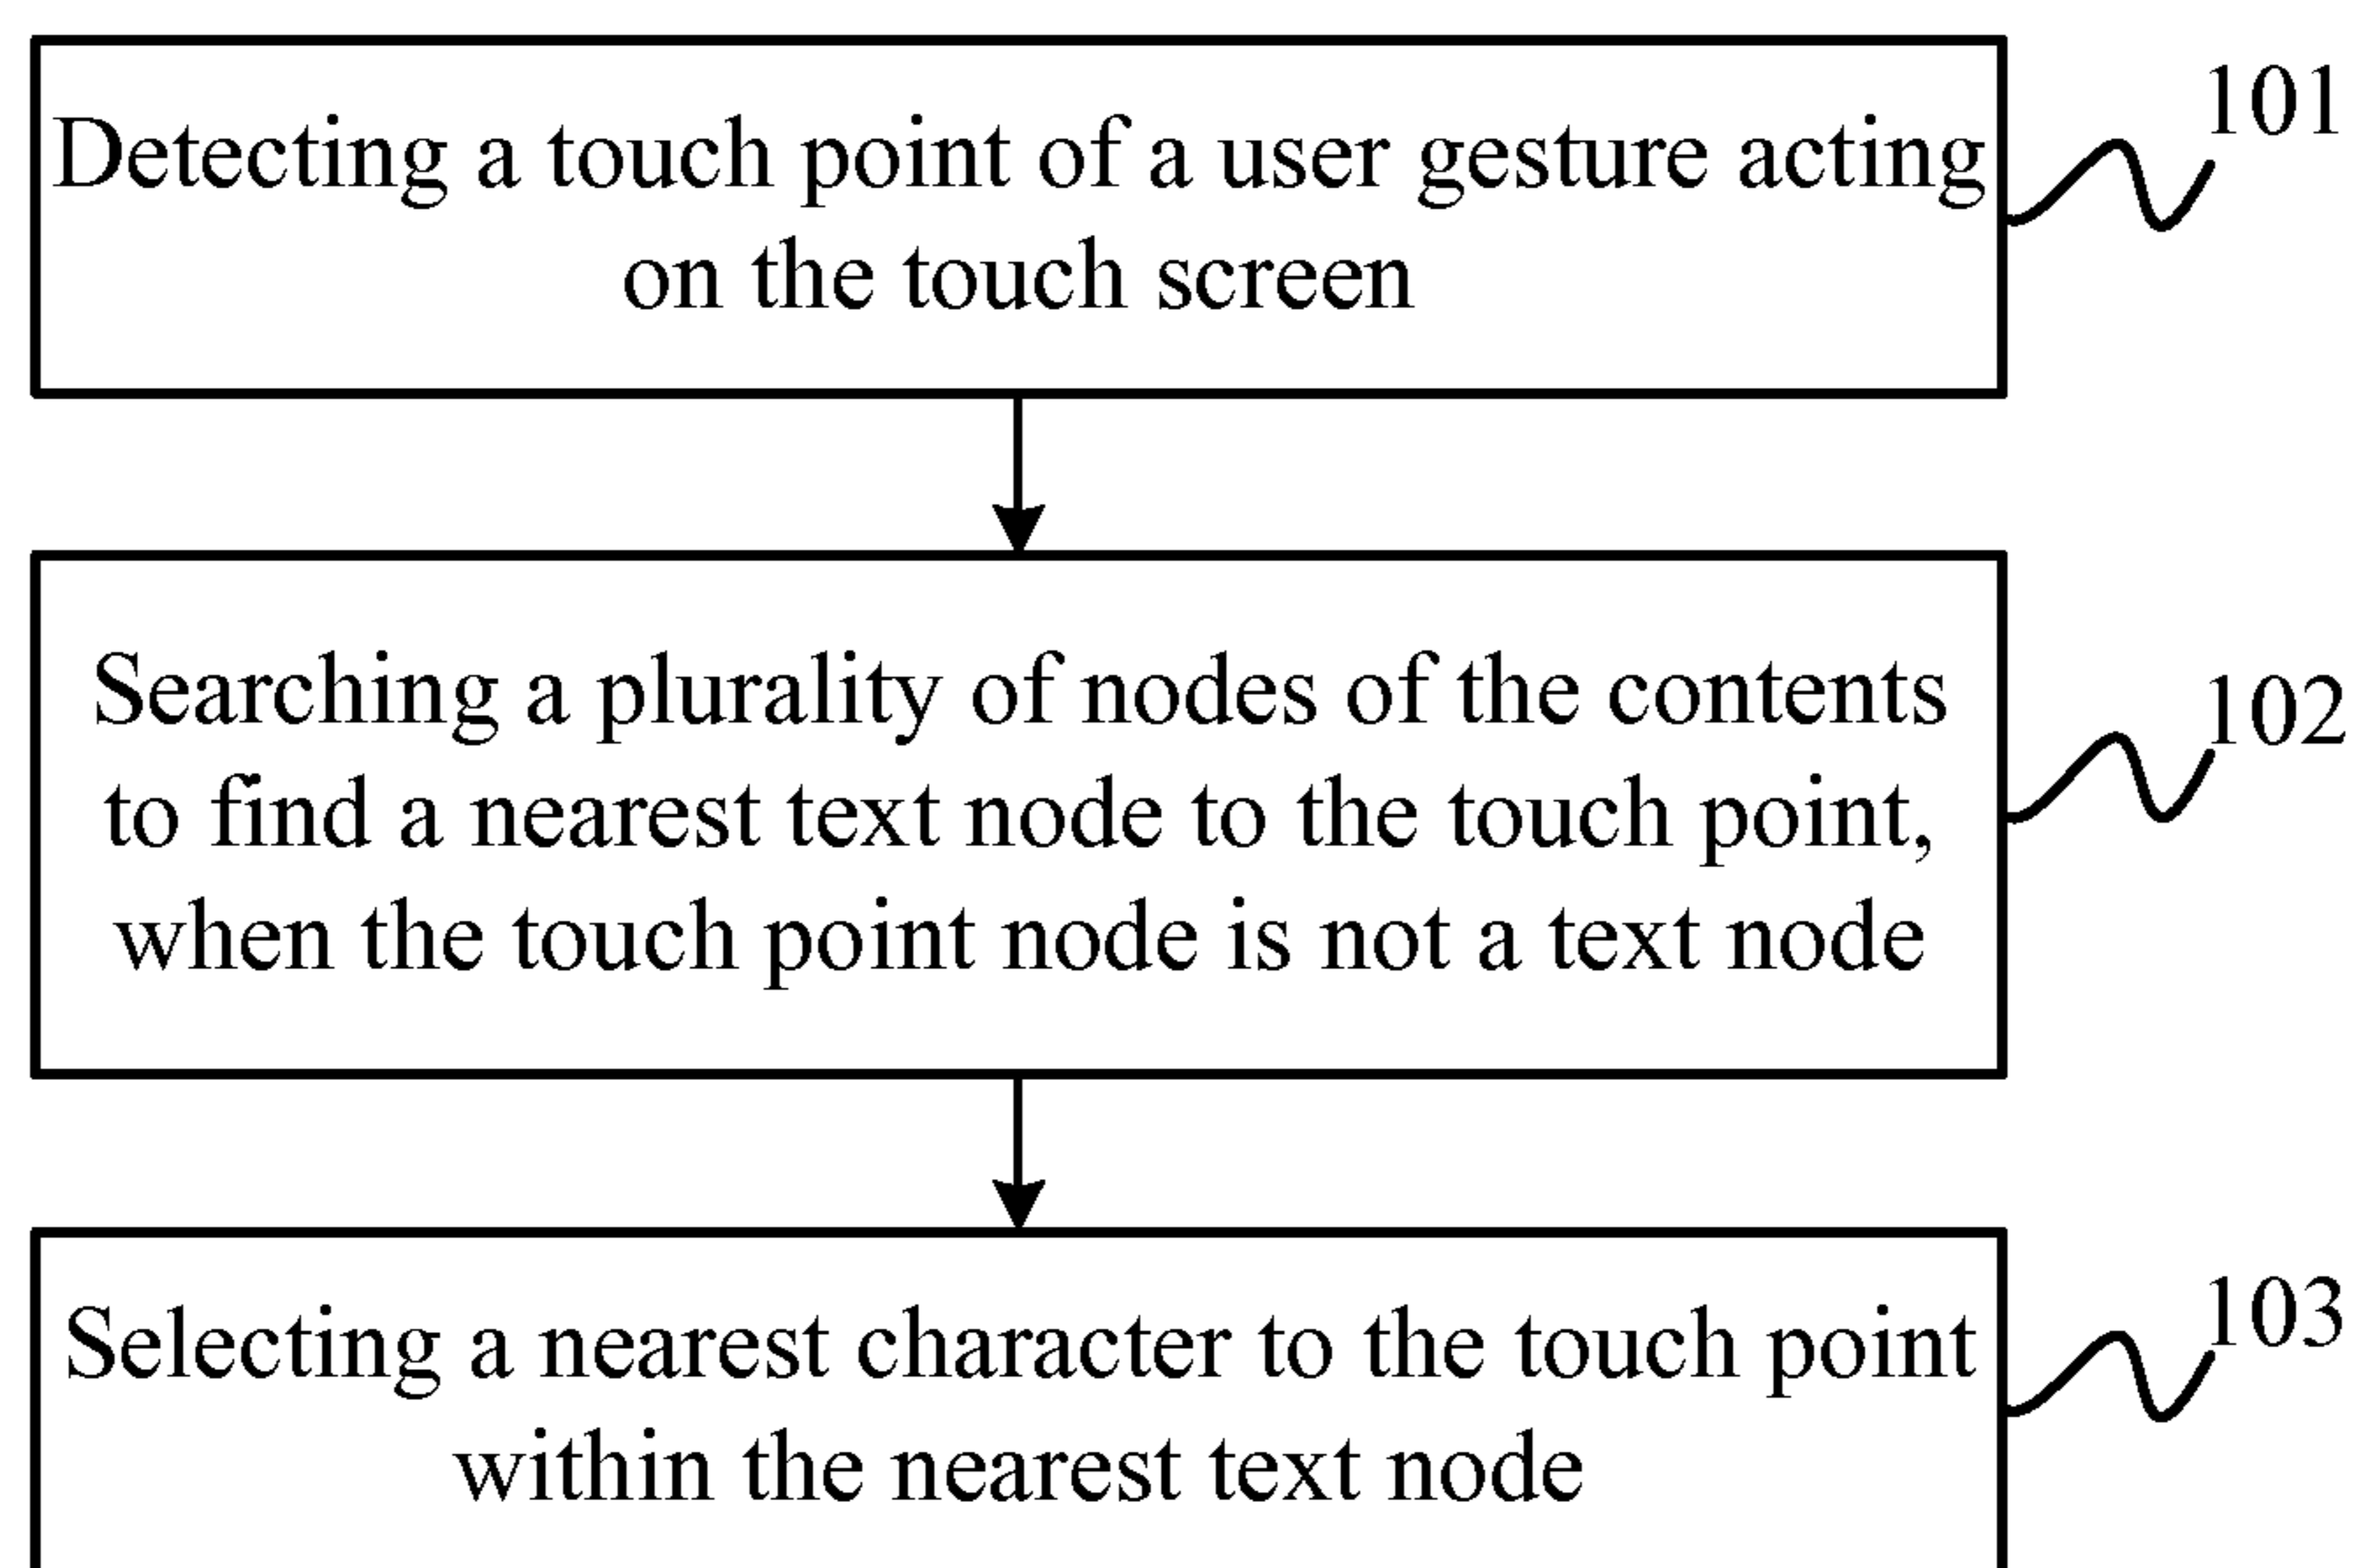 101
Detecting a touch point of a user gesture acting
on the touch screen
102
Searching a plurality of nodes of the contents
to find a nearest text node to the touch point,
when the touch point node is not a text node
103
Selecting a nearest character to the touch point
within the nearest text node